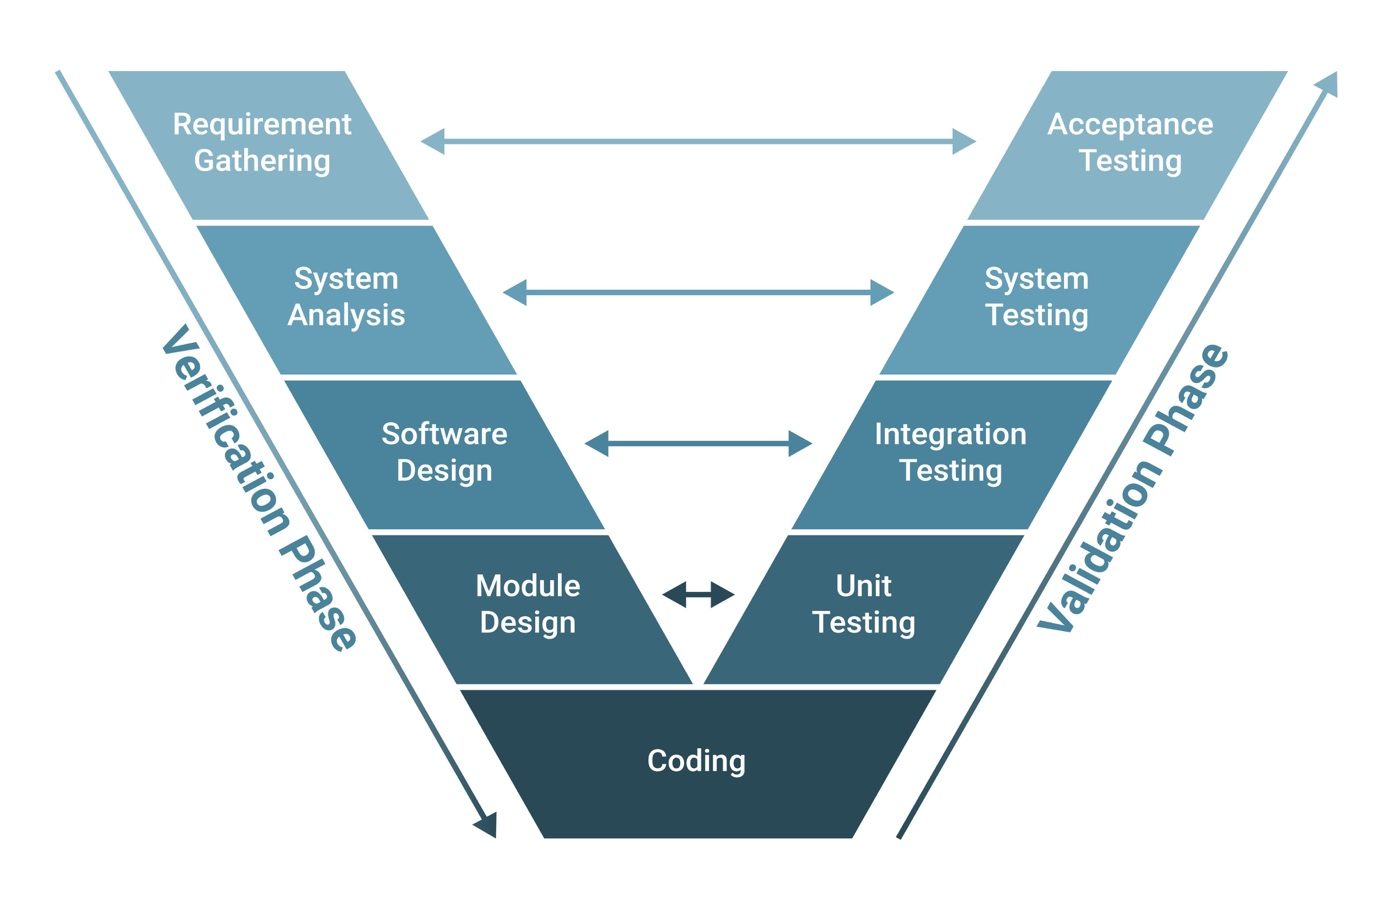 Requirement
Gathering
Acceptance
Testing
System
Analysis
System
Testing
Software
Design
Integration
Testing
Module
Design
Unit
Testing
Coding
Verification Phase
Validation Phase